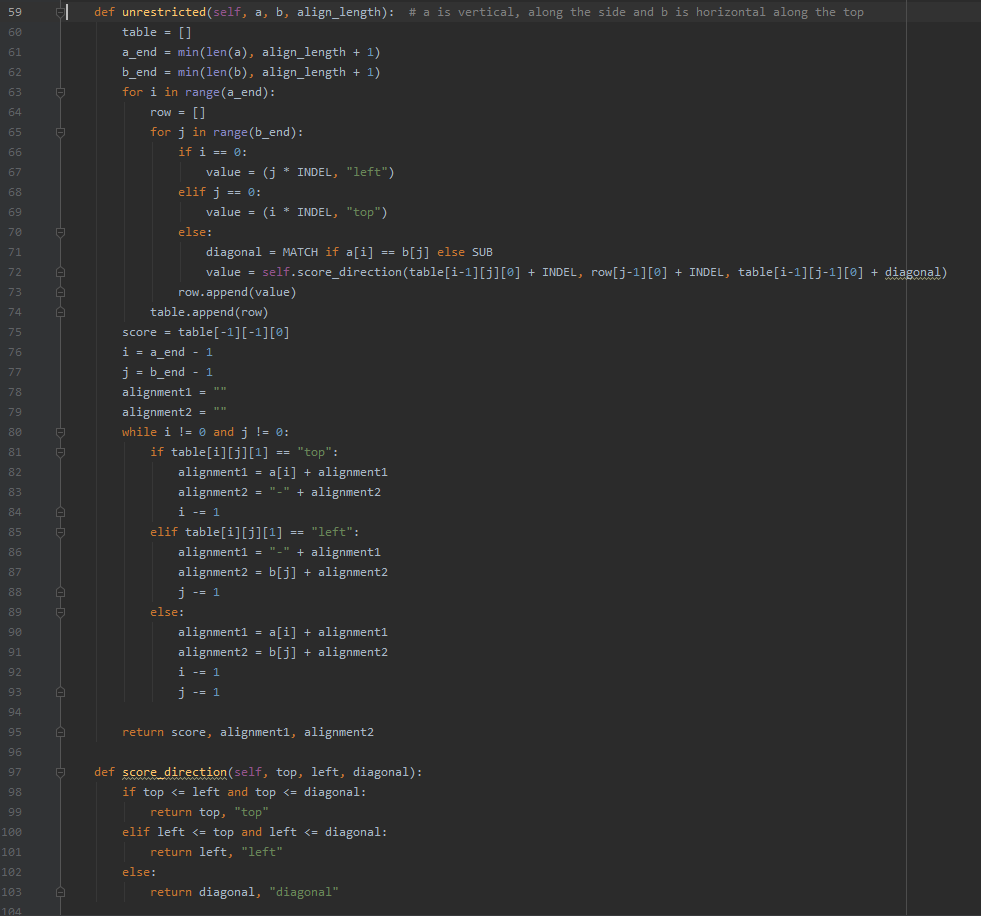 59 def unrestricted(self, a, b, align_length):  # a is vertical, along the side and b is horizontal along the top
60     table = []
61     a_end = min(len(a), align_length + 1)
62     b_end = min(len(b), align_length + 1)
63     for i in range(a_end):
64         row = []
65         for j in range(b_end):
66             if i == 0:
67                 value = (j * INDEL, "left")
68             elif j == 0:
69                 value = (i * INDEL, "top")
70             else:
71                 diagonal = MATCH if a[i] == b[j] else SUB
72                 value = self.score_direction(table[i-1][j][0] + INDEL, row[j-1][0] + INDEL, table[i-1][j-1][0] + diagonal)
73             row.append(value)
74         table.append(row)
75     score = table[-1][-1][0]
76     i = a_end - 1
77     j = b_end - 1
78     alignment1 = ""
79     alignment2 = ""
80     while i != 0 and j != 0:
81         if table[i][j][1] == "top":
82             alignment1 = a[i] + alignment1
83             alignment2 = "-" + alignment2
84             i -= 1
85         elif table[i][j][1] == "left":
86             alignment1 = "-" + alignment1
87             alignment2 = b[j] + alignment2
88             j -= 1
89         else:
90             alignment1 = a[i] + alignment1
91             alignment2 = b[j] + alignment2
92             i -= 1
93             j -= 1
94
95     return score, alignment1, alignment2
96
97 def score_direction(self, top, left, diagonal):
98     if top <= left and top <= diagonal:
99         return top, "top"
100     elif left <= top and left <= diagonal:
101         return left, "left"
102     else:
103         return diagonal, "diagonal"
104